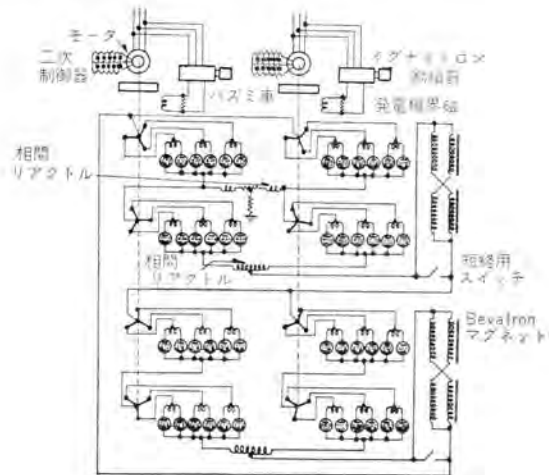 モータ
二次
制御器
イグナイトロン
断相器
ハズミ車
発電機界磁
相間
リアクトル
相間
リアクトル
短絡用
スイッチ
Bevatron
マグネット